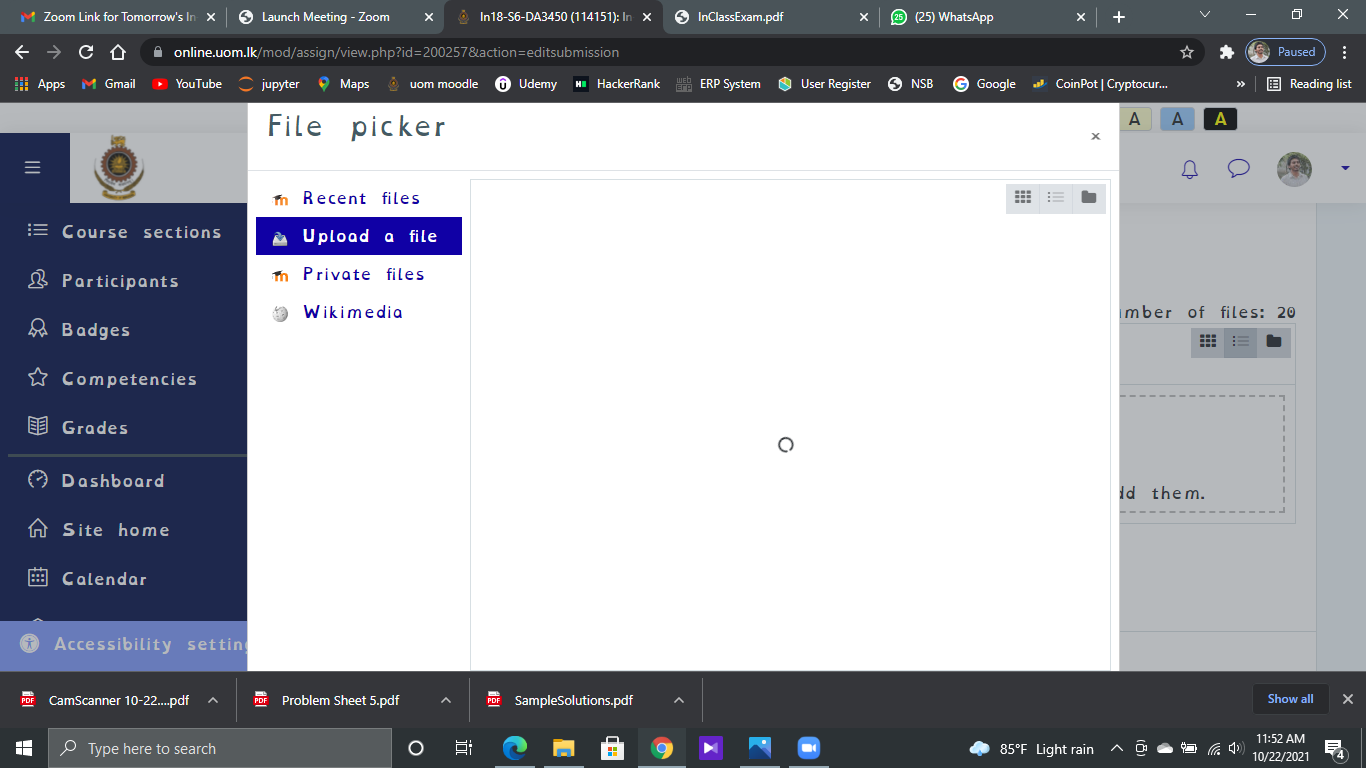 Zoom Link for Tomorrow's In
Launch Meeting - Zoom
In18-S6-DA3450 (114151): In
InClassExam.pdf
25
(25) WhatsApp
online.uom.lk/mod/assign/view.php?id=200257&action=editsubmission
Paused
Apps
Gmail
YouTube
jupyter
Maps
uom moodle
Udemy
HackerRank
ERP System
User Register
NSB
Google
CoinPot | Cryptocur...
»
Reading list
File picker
×
A A A
Recent files
Upload a file
Private files
Wikimedia
Course sections
Participants
Badges
Competencies
Grades
Dashboard
Site home
Calendar
Accessibility setting
umber of files: 20
dd them.
CamScanner 10-22....pdf
Problem Sheet 5.pdf
SampleSolutions.pdf
Show all
Type here to search
85°F Light rain
11:52 AM
10/22/2021
4